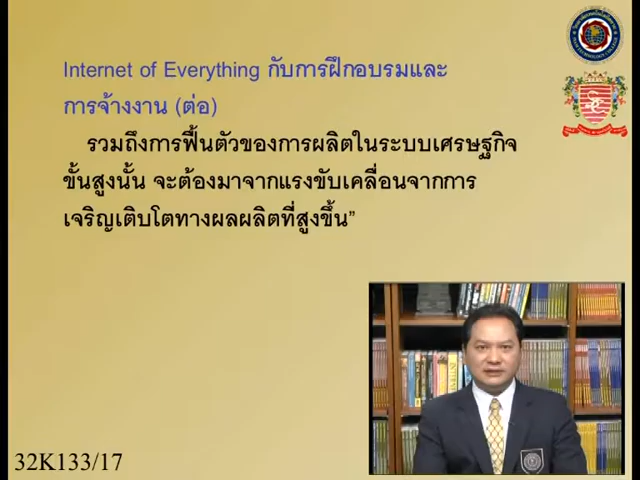 Internet of Everything กับการฝึกอบรมและ
การจ้างงาน (ต่อ)
รวมถึงการฟื้นตัวของการผลิตในระบบเศรษฐกิจ
ขั้นสูงนั้น จะต้องมาจากแรงขับเคลื่อนจากการ
เจริญเติบโตทางผลผลิตที่สูงขึ้น”
32K133/17